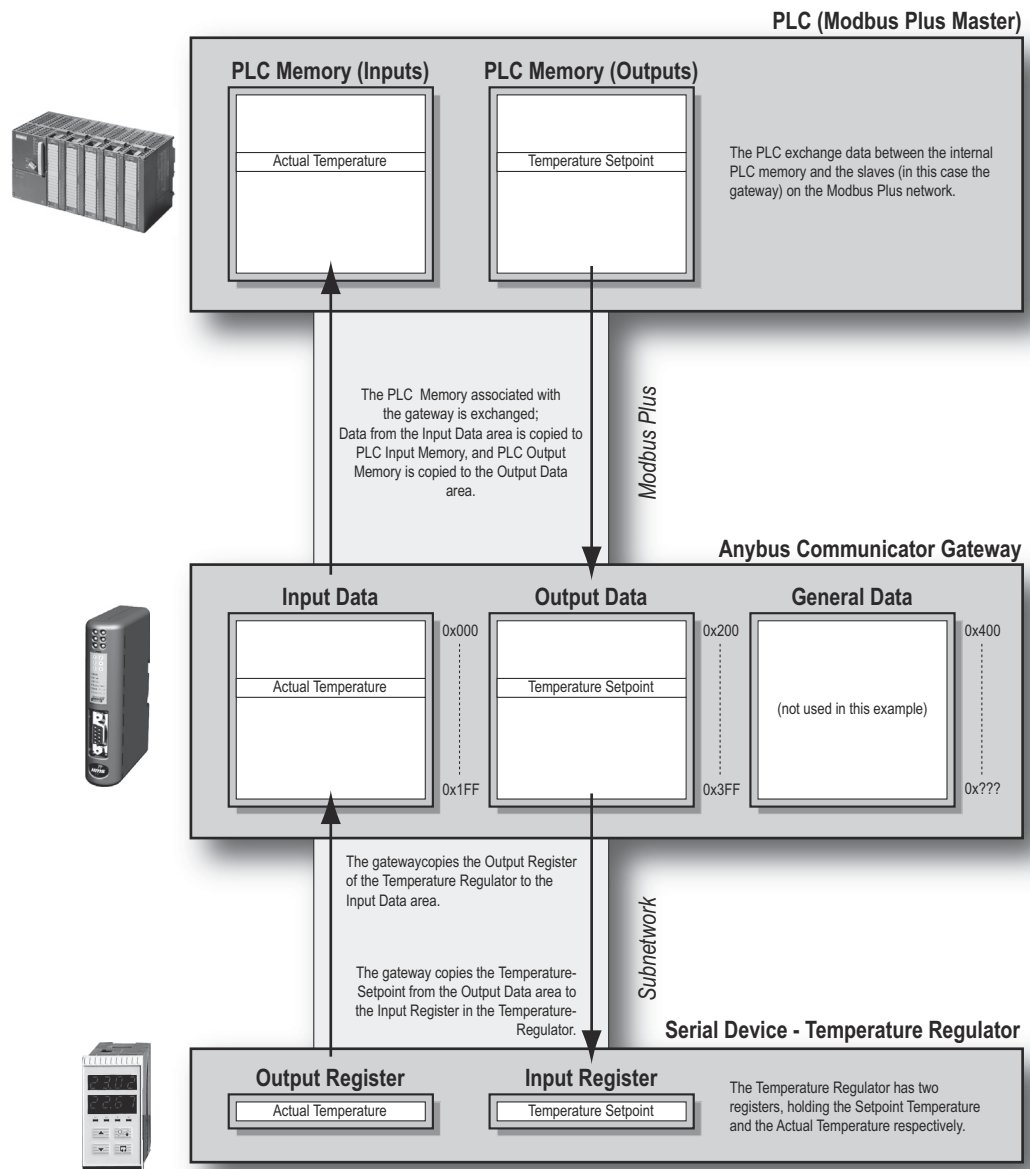 PLC (Modbus Plus Master)
PLC Memory (Inputs)
PLC Memory (Outputs)
Actual Temperature
Temperature Setpoint
The PLC exchange data between the internal
PLC memory and the slaves (in this case the
gateway) on the Modbus Plus network.
The PLC Memory associated with
the gateway is exchanged;
Data from the Input Data area is copied to
PLC Input Memory, and PLC Output
Memory is copied to the Output Data
area.
Modbus Plus
Anybus Communicator Gateway
Input Data
Output Data
General Data
0x000
0x200
0x400
Actual Temperature
Temperature Setpoint
(not used in this example)
0x1FF
0x3FF
0x???
The gatewaycopies the Output Register
of the Temperature Regulator to the
Input Data area.
The gateway copies the Temperature-
Setpoint from the Output Data area to
the Input Register in the Temperature-
Regulator.
Subnetwork
Serial Device - Temperature Regulator
Output Register
Input Register
Actual Temperature
Temperature Setpoint
The Temperature Regulator has two
registers, holding the Setpoint Temperature
and the Actual Temperature respectively.